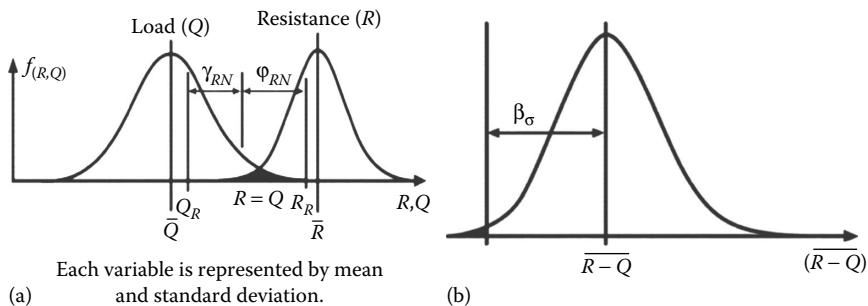 Load (Q) Resistance (R)
f(R,Q)
γRN φRN
QR R = Q RR R,Q
Q̅ R̅
(a) Each variable is represented by mean
and standard deviation.
βσ
R̅ ̅–̅ ̅Q̅ (R̅ ̅–̅ ̅Q̅)
(b)